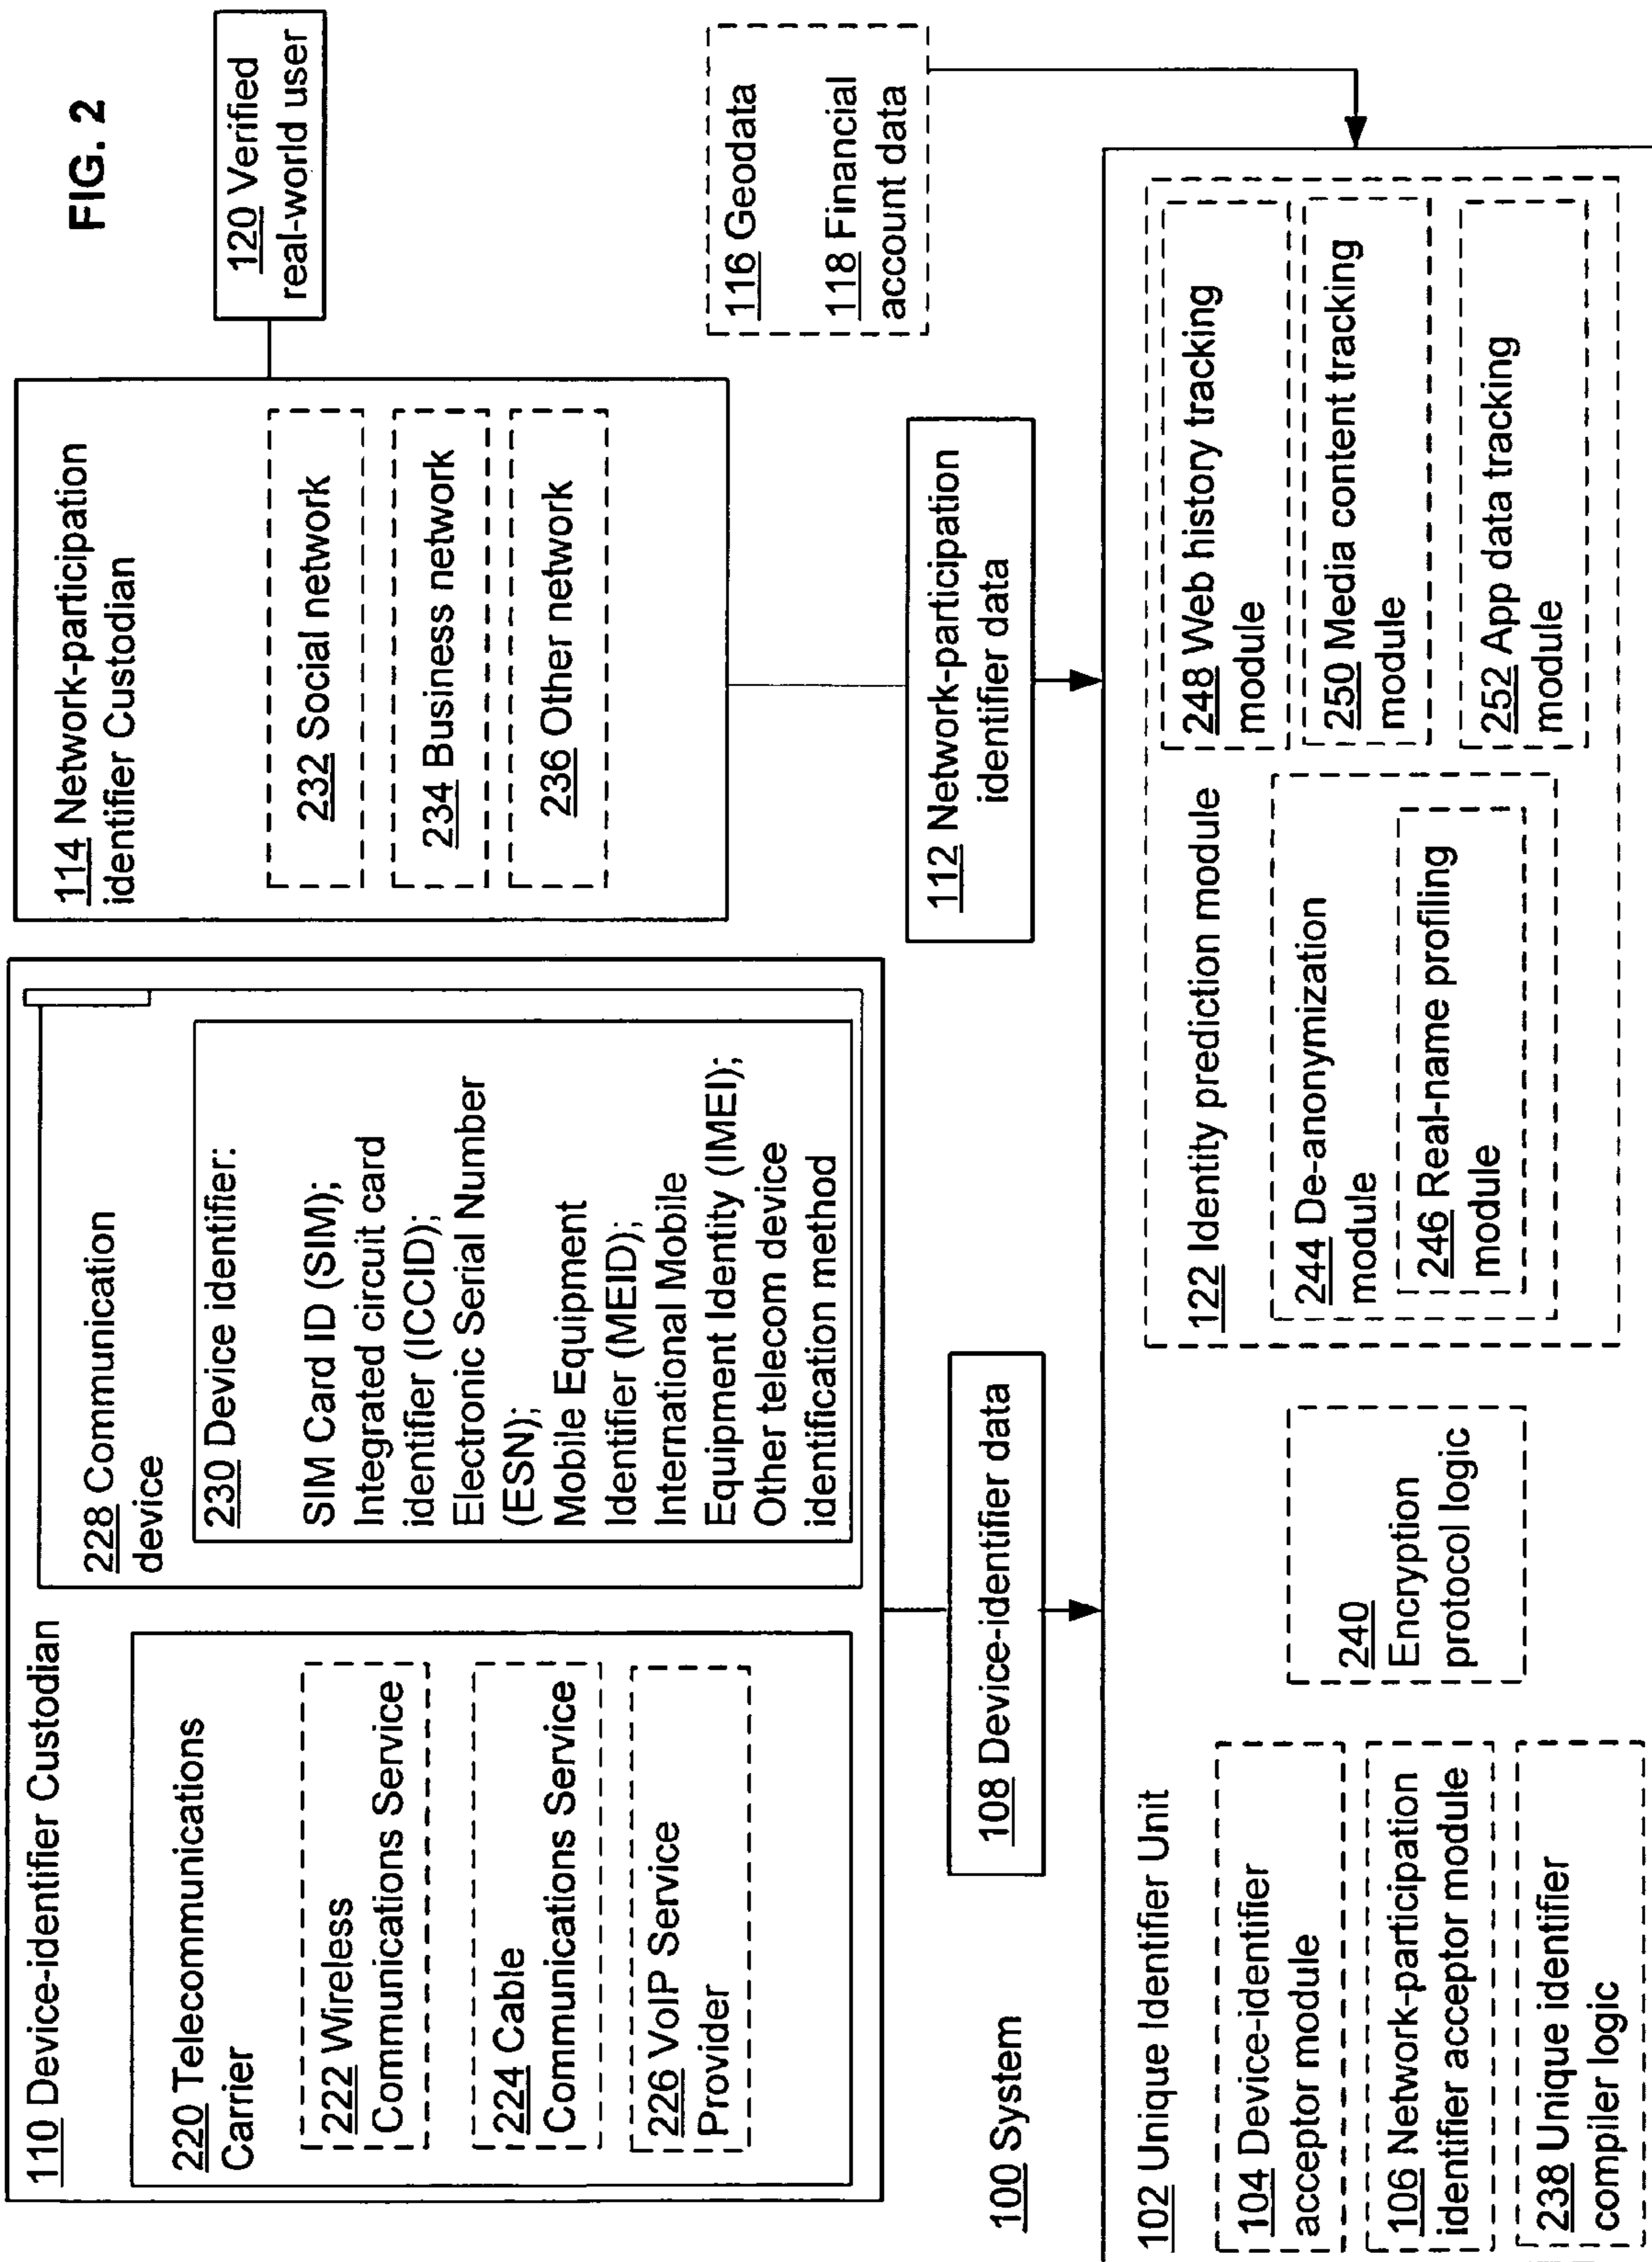 FIG. 2
110 Device-identifier Custodian
220 Telecommunications
Carrier
222 Wireless
Communications Service
224 Cable
Communications Service
226 VoIP Service
Provider
228 Communication
device
230 Device identifier:
SIM Card ID (SIM);
Integrated circuit card
identifier (ICCID);
Electronic Serial Number
(ESN);
Mobile Equipment
Identifier (MEID);
International Mobile
Equipment Identity (IMEI);
Other telecom device
identification method
114 Network-participation
identifier Custodian
232 Social network
234 Business network
236 Other network
120 Verified
real-world user
100 System
108 Device-identifier data
112 Network-participation
identifier data
116 Geodata
118 Financial
account data
102 Unique Identifier Unit
104 Device-identifier
acceptor module
106 Network-participation
identifier acceptor module
238 Unique identifier
compiler logic
240
Encryption
protocol logic
122 Identity prediction module
244 De-anonymization
module
246 Real-name profiling
module
248 Web history tracking
module
250 Media content tracking
module
252 App data tracking
module